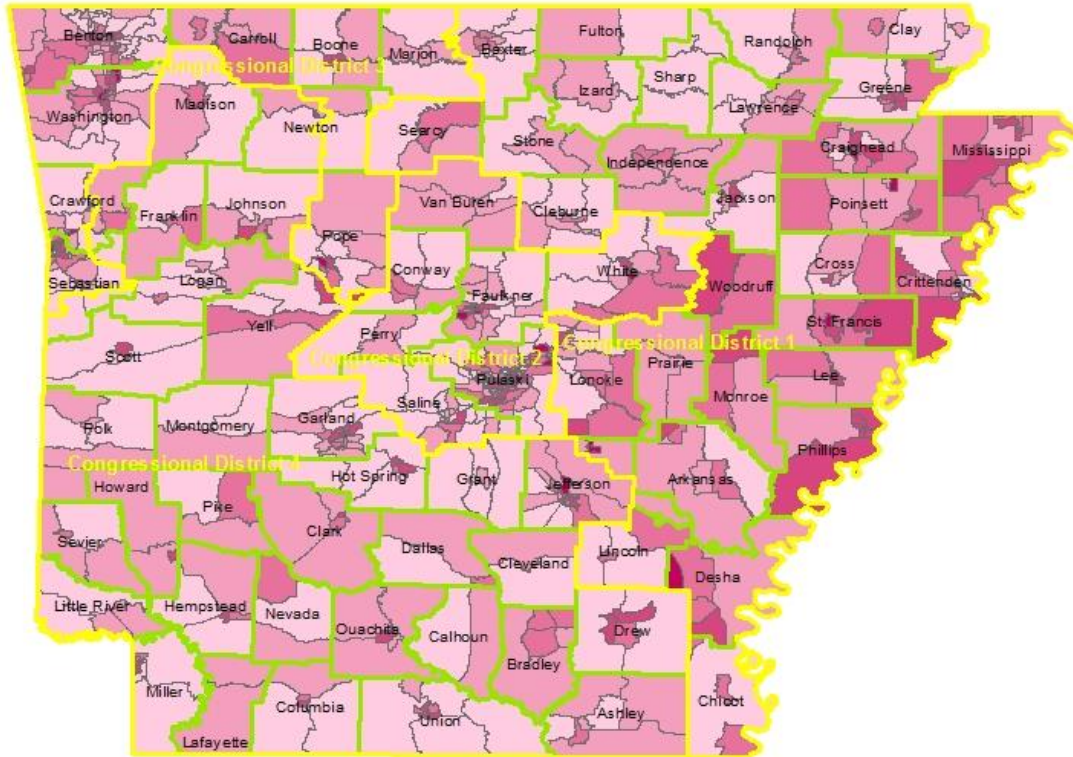 Benton
Carroll
Boone
Marion
Baxter
Fulton
Randolph
Clay
Congressional District 3
Sharp
Izard
Greene
Madison
Lawrence
Washington
Newton
Searcy
Stone
Independence
Craighead
Mississippi
Crawford
Franklin
Johnson
Van Buren
Cleburne
Jackson
Poinsett
Pope
Sebastian
Logan
Conway
White
Cross
Crittenden
Woodruff
Faulkner
Yell
Perry
St. Francis
Scott
Congressional District 2
Congressional District 1
Pulaski
Lonoke
Prairie
Lee
Monroe
Saline
Polk
Montgomery
Garland
Phillips
Congressional District 4
Hot Spring
Grant
Jefferson
Arkansas
Howard
Pike
Clark
Sevier
Dallas
Cleveland
Lincoln
Desha
Little River
Hempstead
Nevada
Ouachita
Calhoun
Drew
Bradley
Miller
Columbia
Union
Ashley
Chicot
Lafayette